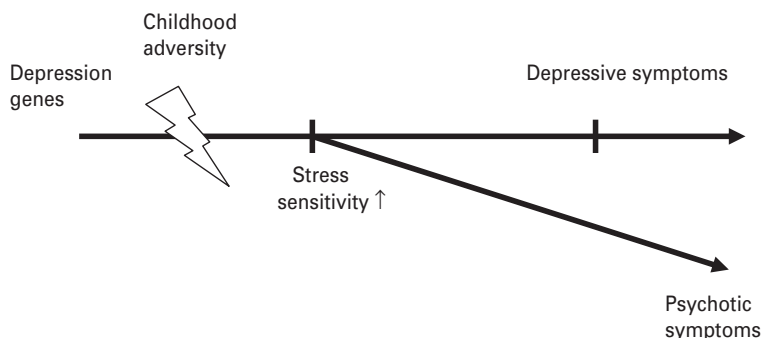 Childhood
adversity
Depression
genes
Depressive symptoms
Stress
sensitivity ↑
Psychotic
symptoms